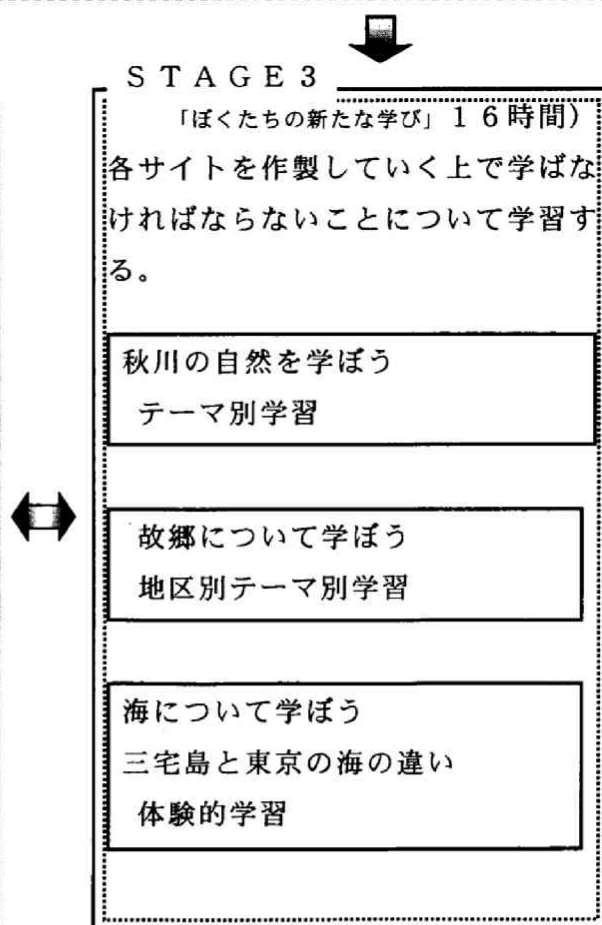 ＳＴＡＧＥ３
「ぼくたちの新たな学び」１６時間）
各サイトを作製していく上で学ばな
ければならないことについて学習す
る。
秋川の自然を学ぼう
テーマ別学習
故郷について学ぼう
地区別テーマ別学習
海について学ぼう
三宅島と東京の海の違い
体験的学習